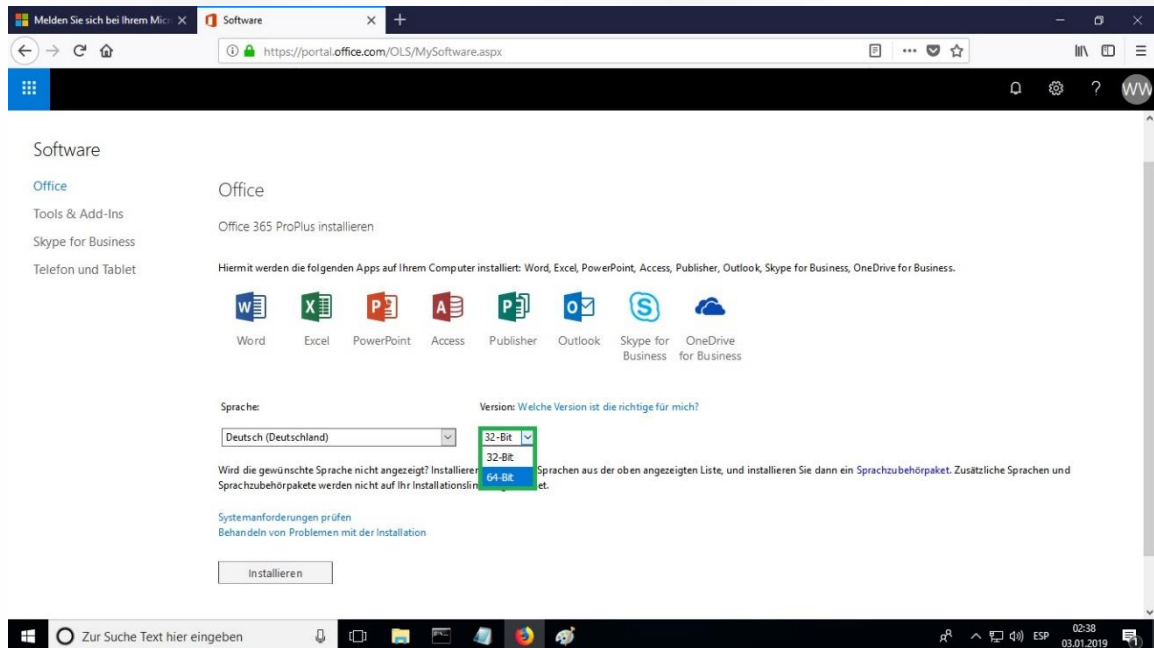 Melden Sie sich bei Ihrem Micr
Software
https://portal.office.com/OLS/MySoftware.aspx
WW
Software
Office
Tools & Add-Ins
Skype for Business
Telefon und Tablet
Office
Office 365 ProPlus installieren
Hiermit werden die folgenden Apps auf Ihrem Computer installiert: Word, Excel, PowerPoint, Access, Publisher, Outlook, Skype for Business, OneDrive for Business.
Word Excel PowerPoint Access Publisher Outlook Skype for Business OneDrive for Business
Sprache: Version: Welche Version ist die richtige für mich?
Deutsch (Deutschland) 32-Bit
32-Bit
64-Bit
Wird die gewünschte Sprache nicht angezeigt? Installieren Sprachen aus der oben angezeigten Liste, und installieren Sie dann ein Sprachzubehörpaket. Zusätzliche Sprachen und
Sprachzubehörpakete werden nicht auf Ihr Installationslim et.
Systemanforderungen prüfen
Behandeln von Problemen mit der Installation
Installieren
Zur Suche Text hier eingeben
ESP
02:38
03.01.2019